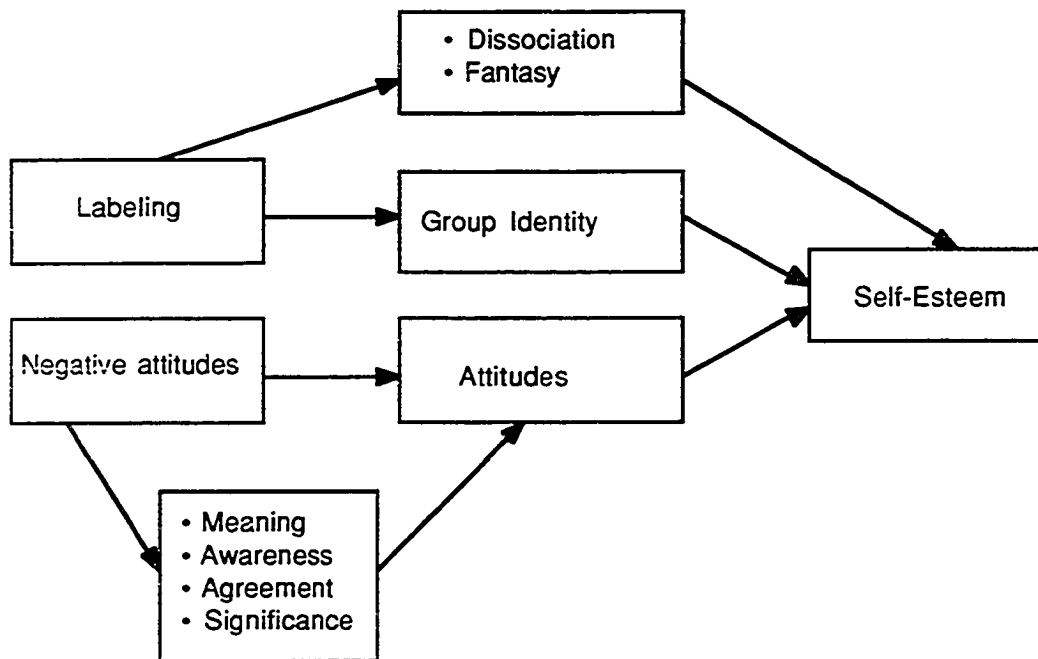 • Dissociation
• Fantasy
Labeling
Group Identity
Self-Esteem
Negative attitudes
Attitudes
• Meaning
• Awareness
• Agreement
• Significance